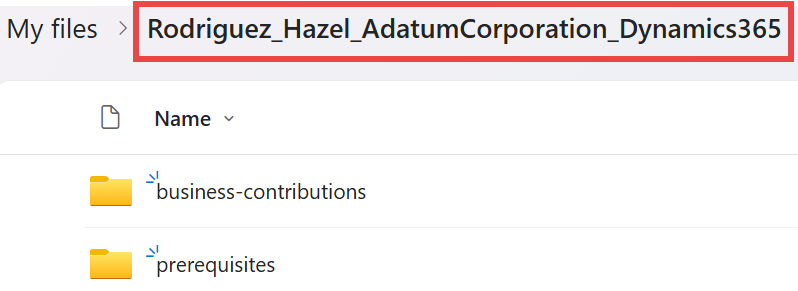 My files > Rodriguez_Hazel_AdatumCorporation_Dynamics365
Name
business-contributions
prerequisites